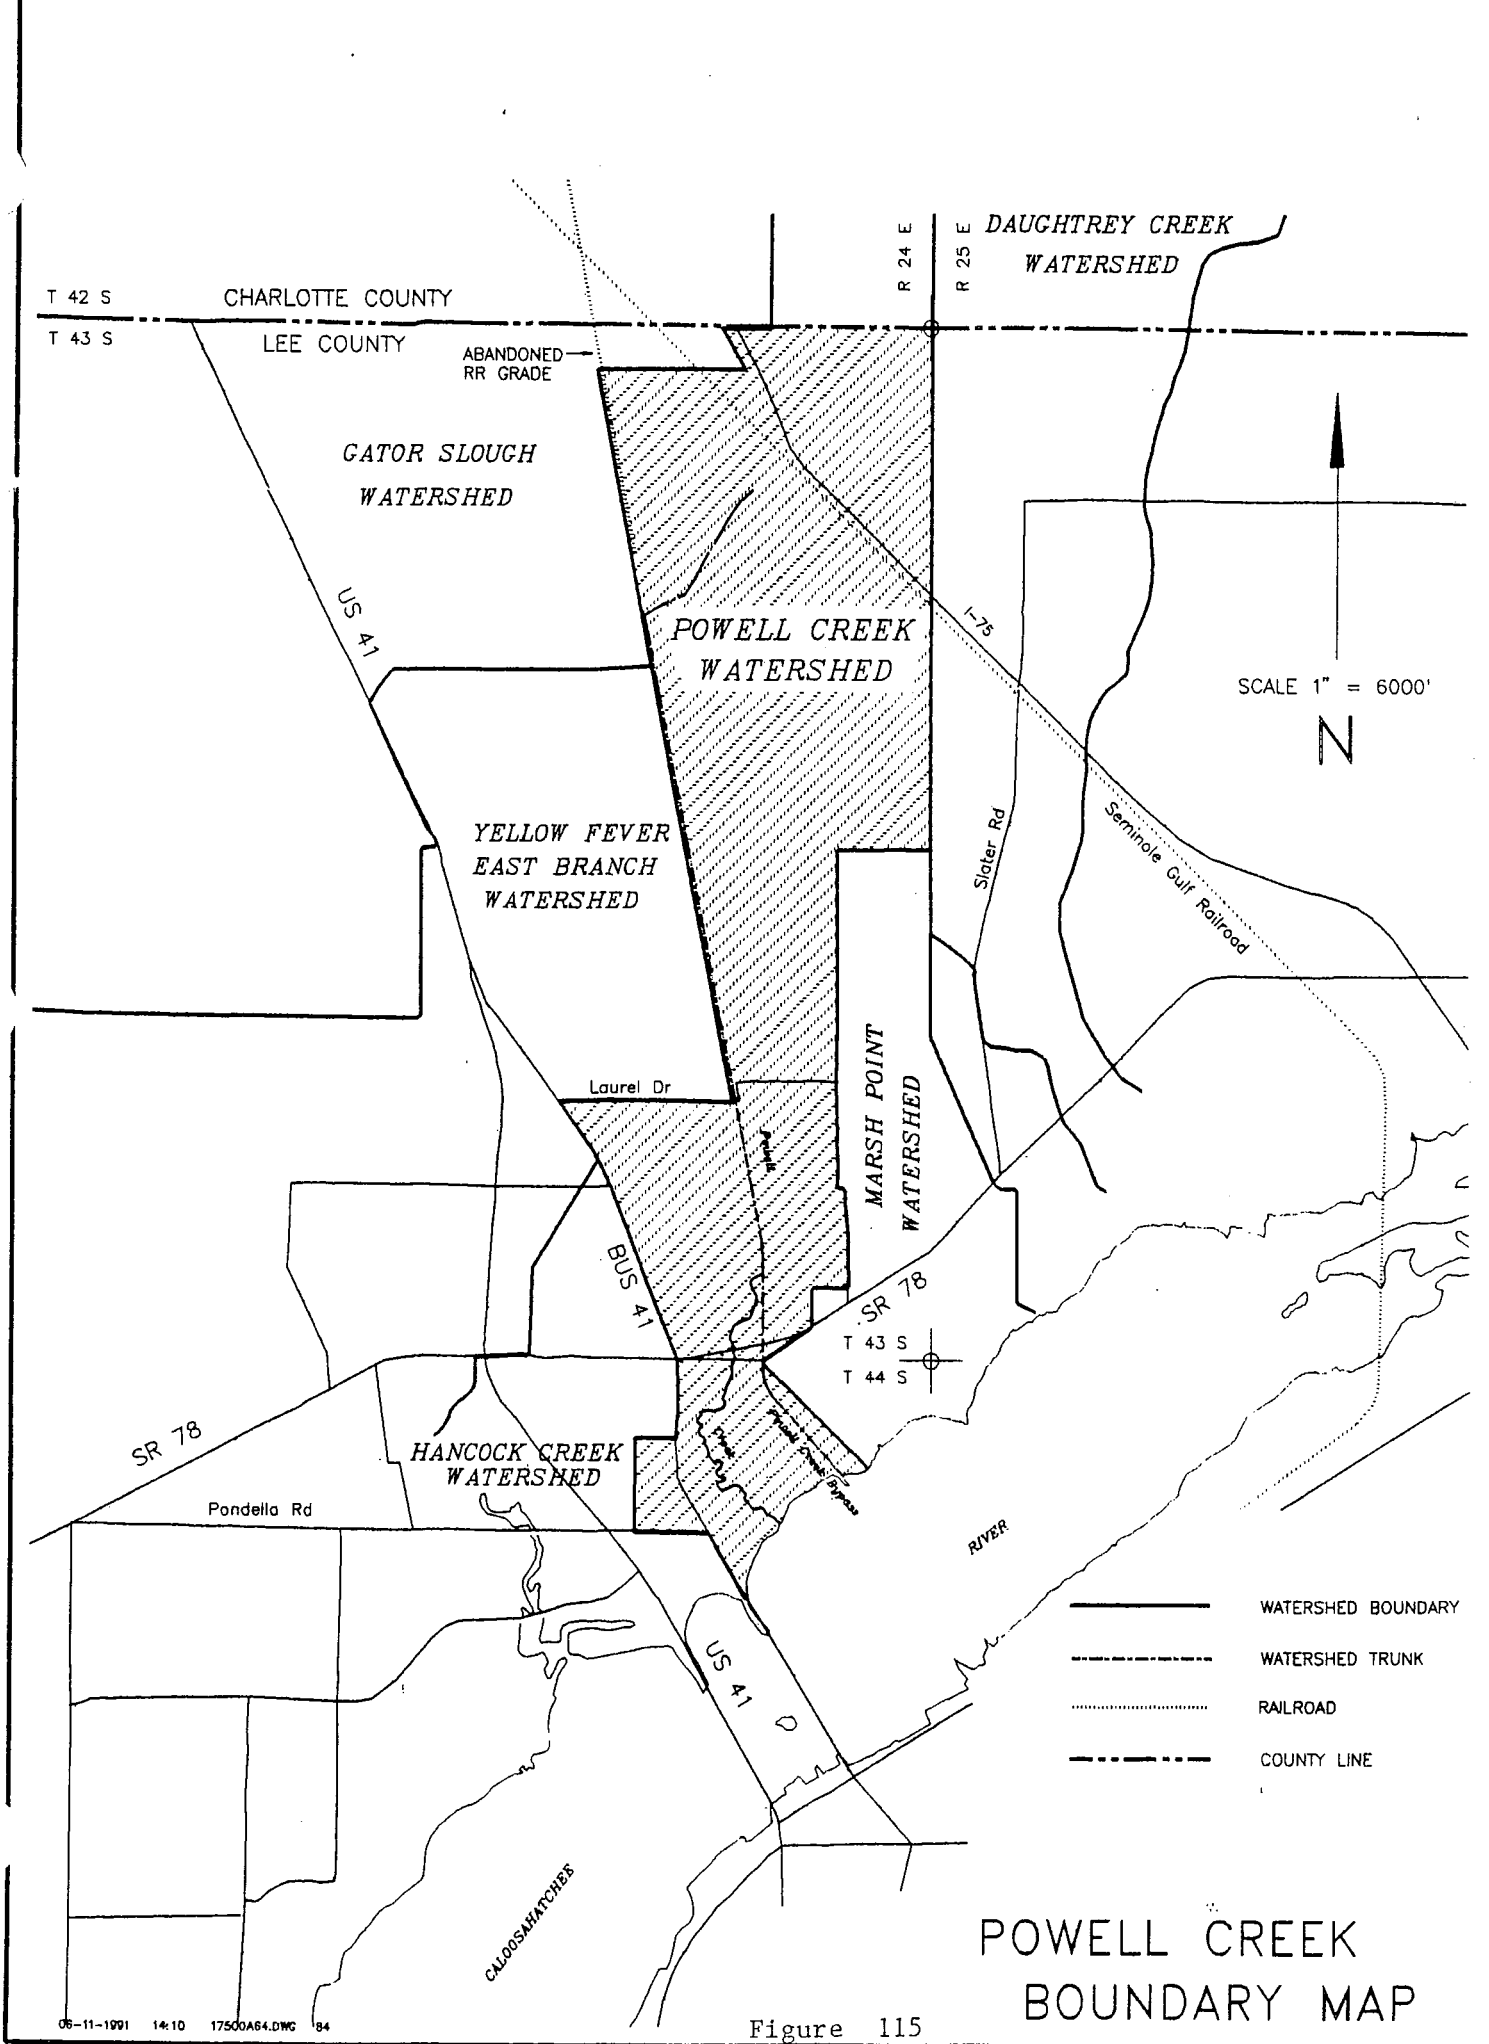 R 24 E
R 25 E
DAUGHTREY CREEK
WATERSHED
T 42 S
CHARLOTTE COUNTY
T 43 S
LEE COUNTY
ABANDONED
RR GRADE
GATOR SLOUGH
WATERSHED
US 41
POWELL CREEK
WATERSHED
I-75
SCALE 1" = 6000'
N
YELLOW FEVER
EAST BRANCH
WATERSHED
Slater Rd
Seminole Gulf Railroad
MARSH POINT
WATERSHED
Laurel Dr
Powell
BUS 41
SR 78
T 43 S
T 44 S
SR 78
HANCOCK CREEK
WATERSHED
Creek
Powell Creek Bypass
Pondella Rd
RIVER
WATERSHED BOUNDARY
WATERSHED TRUNK
RAILROAD
COUNTY LINE
US 41
CALOOSAHATCHEE
POWELL CREEK
BOUNDARY MAP
06-11-1991 14:10 17500A64.DWG 84
Figure 115